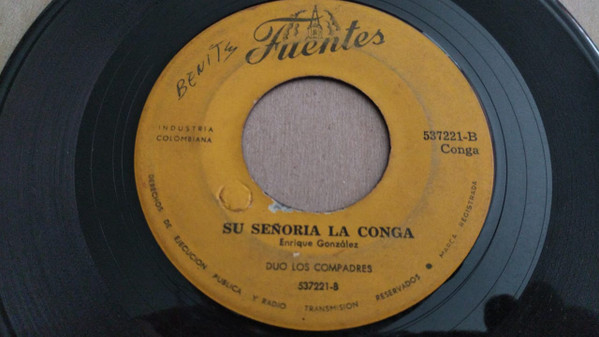 BENITO
Fuentes
INDUSTRIA
COLOMBIANA
537221-B
Conga
SU SEÑORIA LA CONGA
Enrique González
DUO LOS COMPADRES
537221-B
DERECHOS DE EJECUCION PUBLICA Y RADIO TRANSMISION RESERVADOS • MARCA REGISTRADA